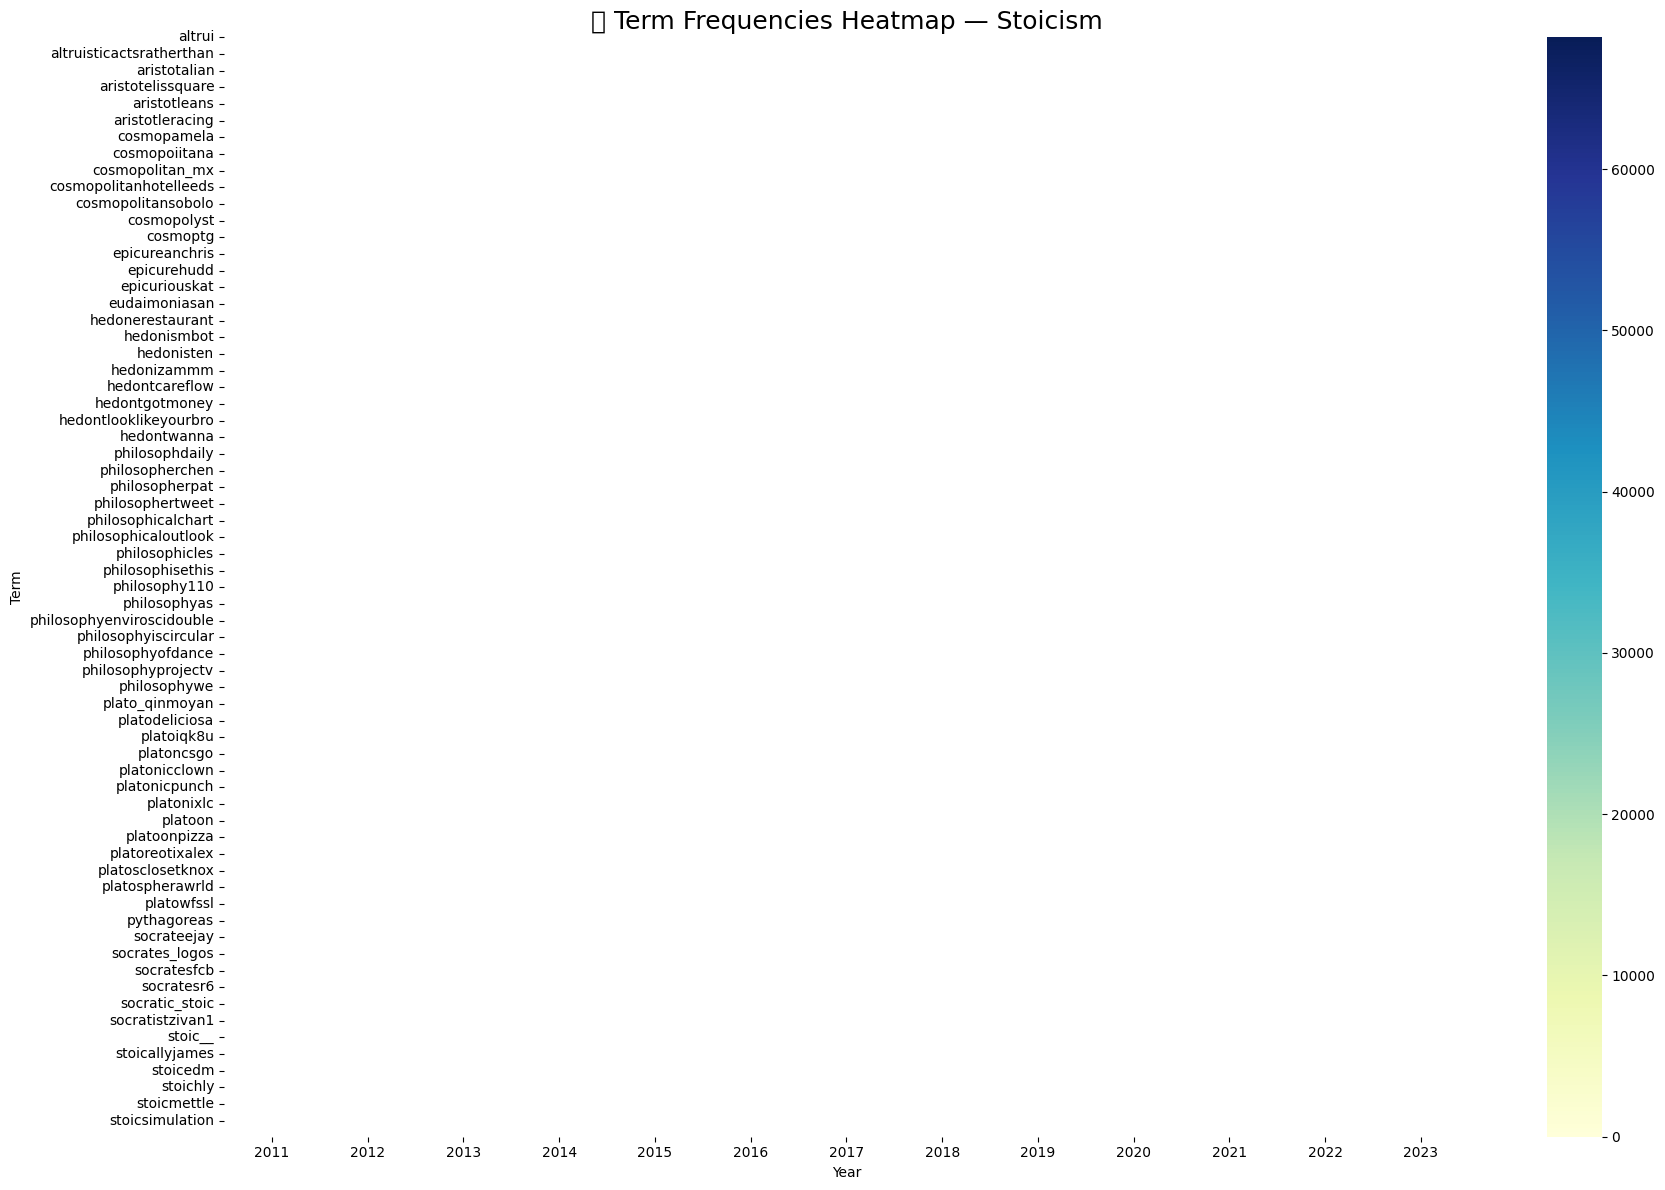 Term Frequencies Heatmap — Stoicism
altrui
altruisticactsratherthan
aristotalian
aristotelissquare
aristotleans
aristotleracing
cosmopamela
cosmopoiitana
cosmopolitan_mx
cosmopolitanhotelleeds
cosmopolitansobolo
cosmopolyst
cosmoptg
epicureanchris
epicurehudd
epicuriouskat
eudaimoniasan
hedonerestaurant
hedonismbot
hedonisten
hedonizammm
hedontcareflow
hedontgotmoney
hedontlooklikeyourbro
hedontwanna
philosophdaily
philosopherchen
philosopherpat
philosophertweet
philosophicalchart
philosophicaloutlook
philosophicles
philosophisethis
philosophy110
philosophyas
philosophyenviroscidouble
philosophyiscircular
philosophyofdance
philosophyprojectv
philosophywe
plato_qinmoyan
platodeliciosa
platoiqk8u
platoncsgo
platonicclown
platonicpunch
platonixlc
platoon
platoonpizza
platoreotixalex
platosclosetknox
platospherawrld
platowfssl
pythagoreas
socrateejay
socrates_logos
socratesfcb
socratesr6
socratic_stoic
socratistzivan1
stoic__
stoicallyjames
stoicedm
stoichly
stoicmettle
stoicsimulation
Term
2011 2012 2013 2014 2015 2016 2017 2018 2019 2020 2021 2022 2023
Year
60000
50000
40000
30000
20000
10000
0